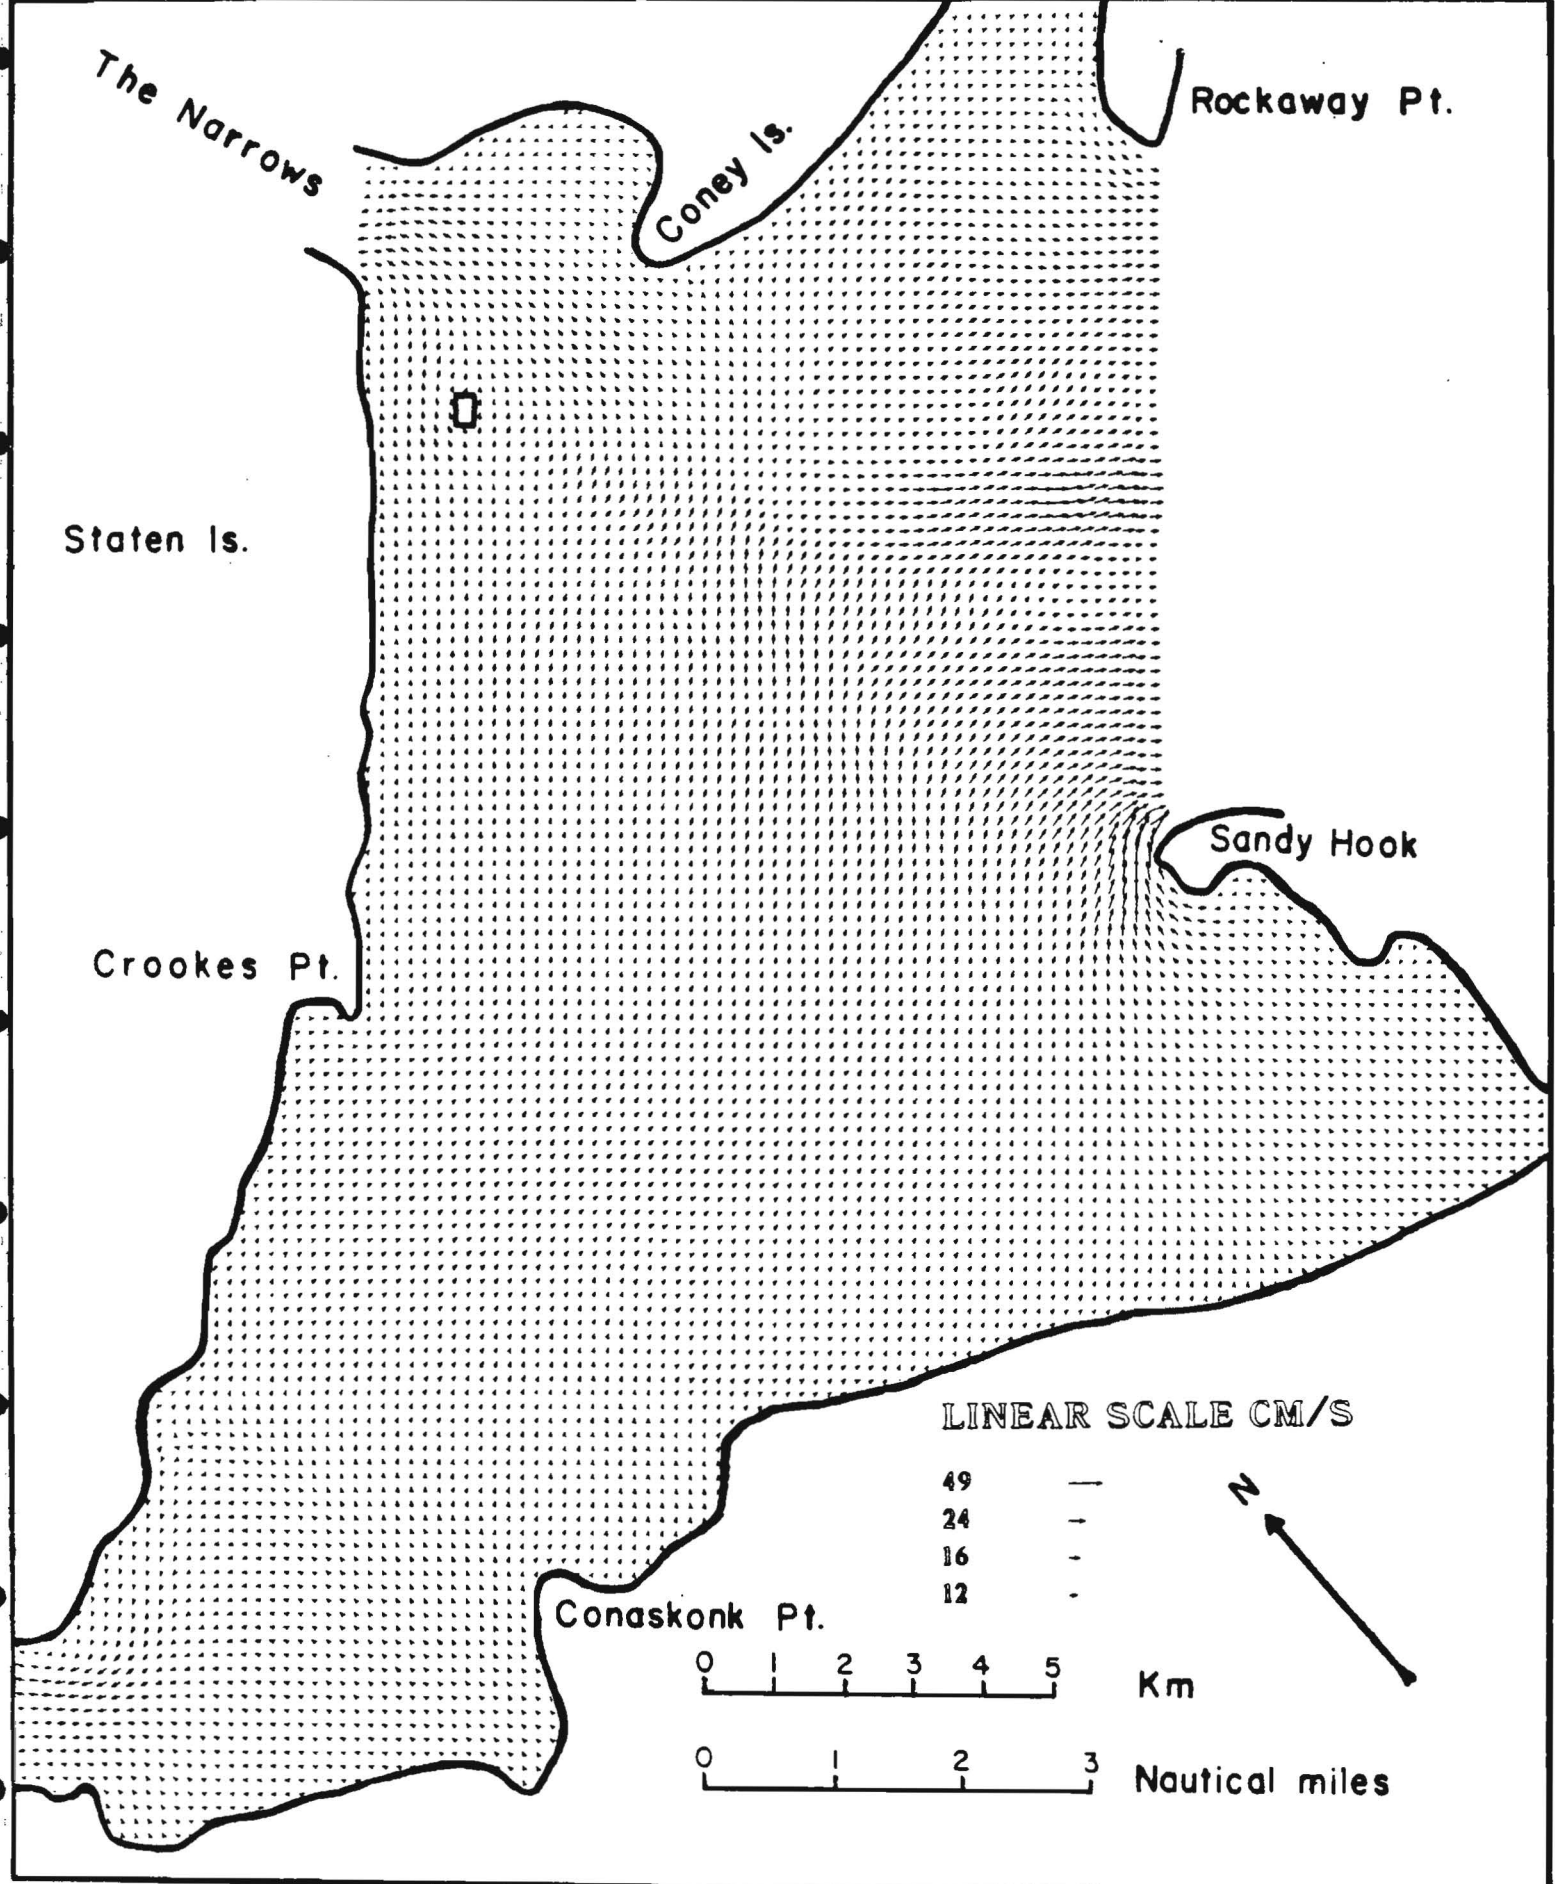 The Narrows
Rockaway Pt.
Coney Is.
Staten Is.
Sandy Hook
Crookes Pt.
LINEAR SCALE CM/S
49
24
16
12
N
Conaskonk Pt.
0 1 2 3 4 5 Km
0 1 2 3 Nautical miles